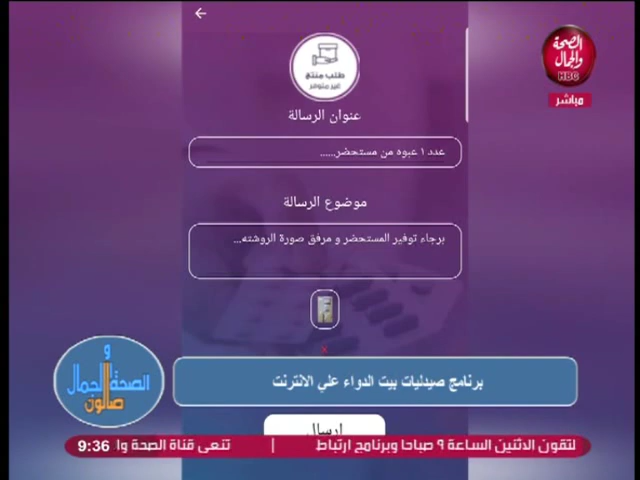 الصحة
والجمال
HBC
مباشر
طلب منتج
غير متوفر
عنوان الرسالة
عدد ١ عبوه من مستحضر......
موضوع الرسالة
برجاء توفير المستحضر و مرفق صورة الروشته...
x
برنامج صيدليات بيت الدواء علي الانترنت
و
الصحة الجمال
صالون
ارسال
لتقون الاثنين الساعة ٩ صباحا وبرنامج ارتباط | تنعى قناة الصحة وا
9:36